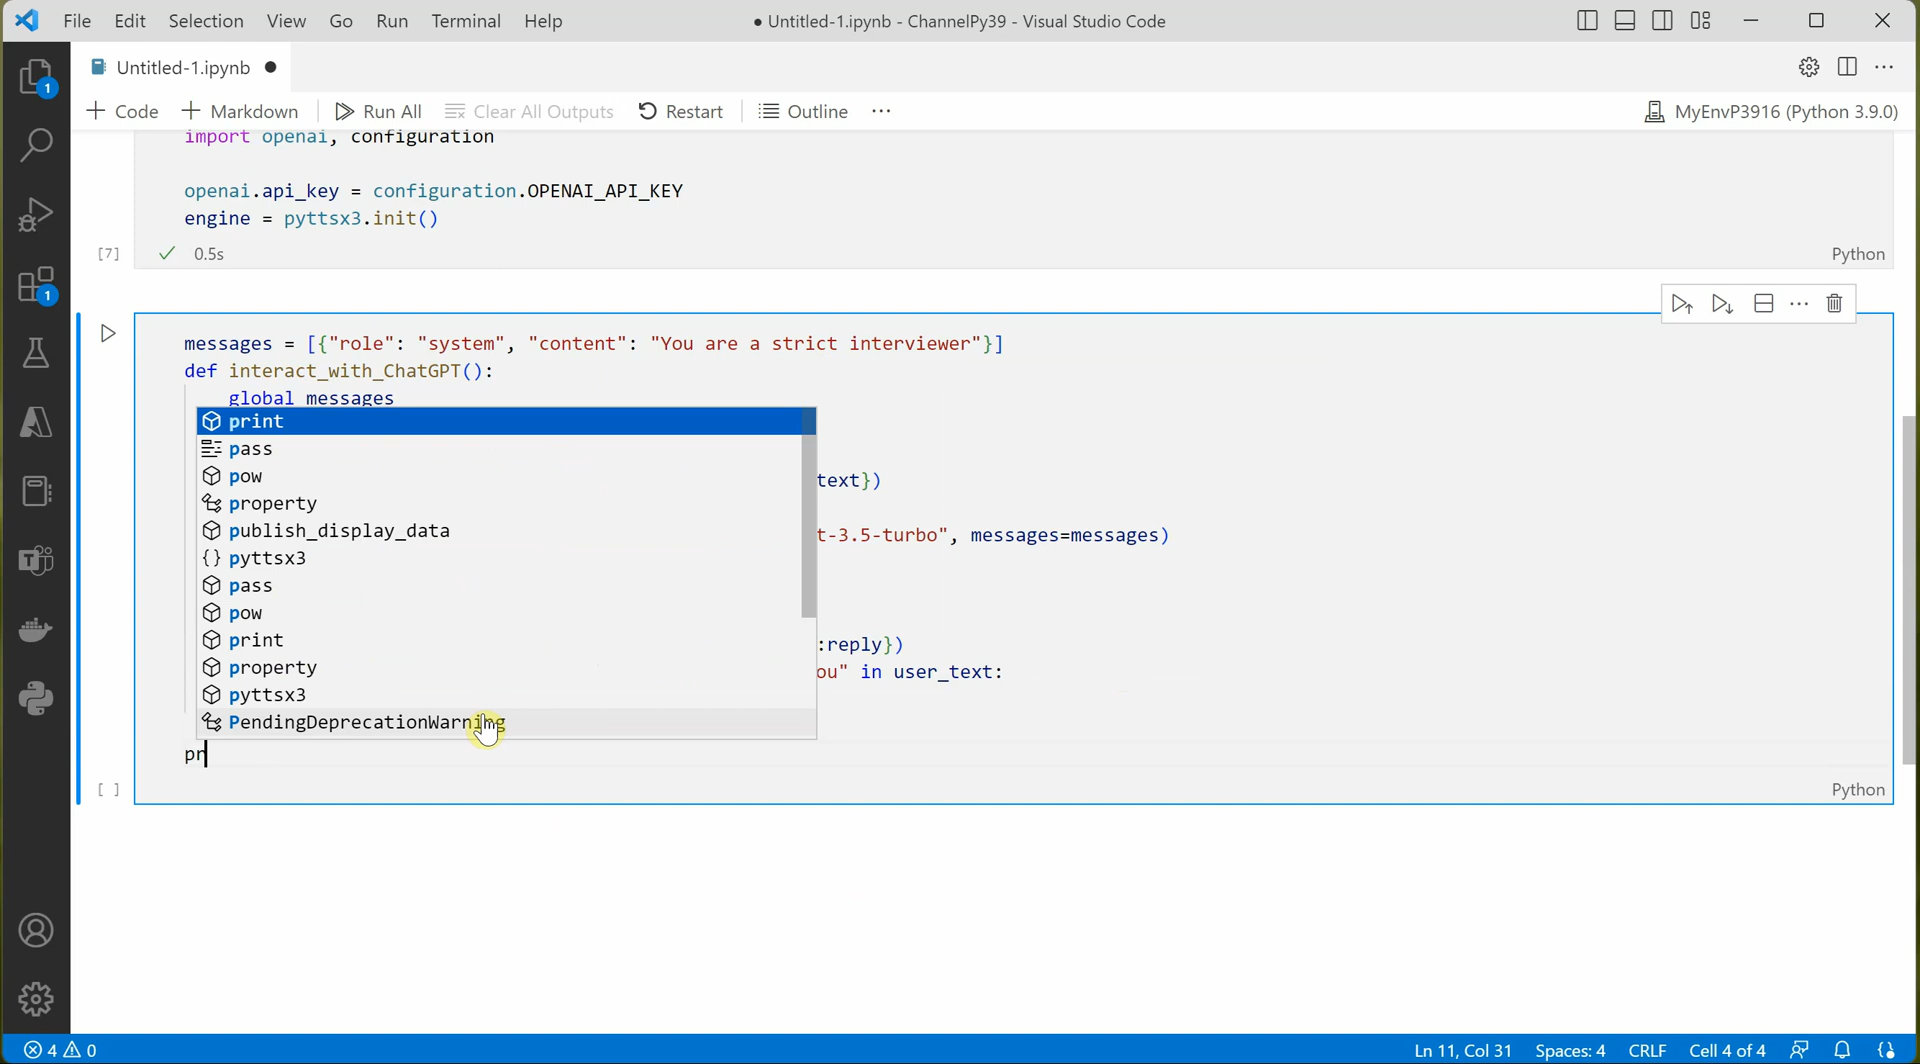 File Edit Selection View Go Run Terminal Help ● Untitled-1.ipynb - ChannelPy39 - Visual Studio Code
Untitled-1.ipynb ●
+ Code + Markdown Run All Clear All Outputs Restart Outline ...
MyEnvP3916 (Python 3.9.0)
1
1
import openai, configuration
openai.api_key = configuration.OPENAI_API_KEY
engine = pyttsx3.init()
[7] ✓ 0.5s Python
messages = [{"role": "system", "content": "You are a strict interviewer"}]
def interact_with_ChatGPT():
global messages
print
pass
pow
text})
property
publish_display_data
t-3.5-turbo", messages=messages)
pyttsx3
pass
pow
print
:reply})
property
ou" in user_text:
pyttsx3
PendingDeprecationWarning
pr
[ ] Python
4 0
Ln 11, Col 31 Spaces: 4 CRLF Cell 4 of 4